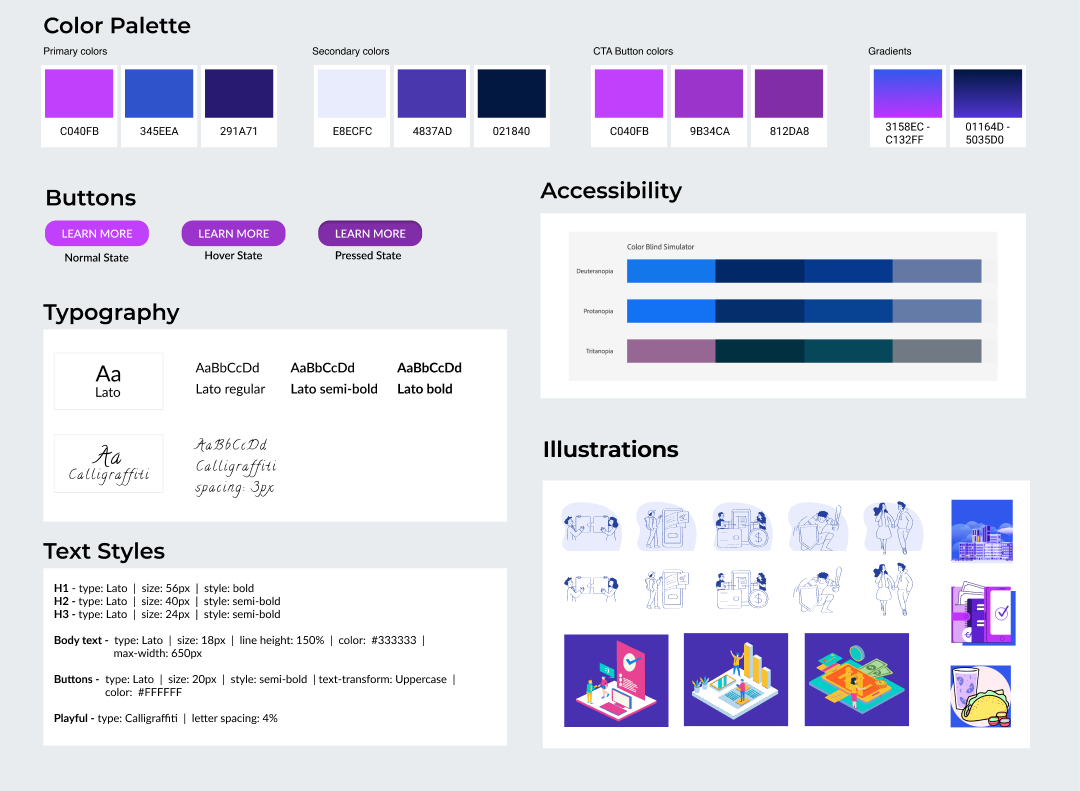 Color Palette
Primary colors
Secondary colors
CTA Button colors
Gradients
C040FB
345EEA
291A71
E8ECFC
4837AD
021840
C040FB
9B34CA
812DA8
3158EC -
C132FF
01164D -
5035D0
Buttons
LEARN MORE
LEARN MORE
LEARN MORE
Normal State
Hover State
Pressed State
Accessibility
Color Blind Simulator
Deuteranopia
Protanopia
Tritanopia
Typography
Aa
Lato
AaBbCcDd
Lato regular
AaBbCcDd
Lato semi-bold
AaBbCcDd
Lato bold
Aa
Calligraffiti
AaBbCcDd
Calligraffiti
spacing: 3px
Text Styles
H1 - type: Lato | size: 56px | style: bold
H2 - type: Lato | size: 40px | style: semi-bold
H3 - type: Lato | size: 24px | style: semi-bold
Body text - type: Lato | size: 18px | line height: 150% | color: #333333 |
max-width: 650px
Buttons - type: Lato | size: 20px | style: semi-bold | text-transform: Uppercase |
color: #FFFFFF
Playful - type: Calligraffiti | letter spacing: 4%
Illustrations